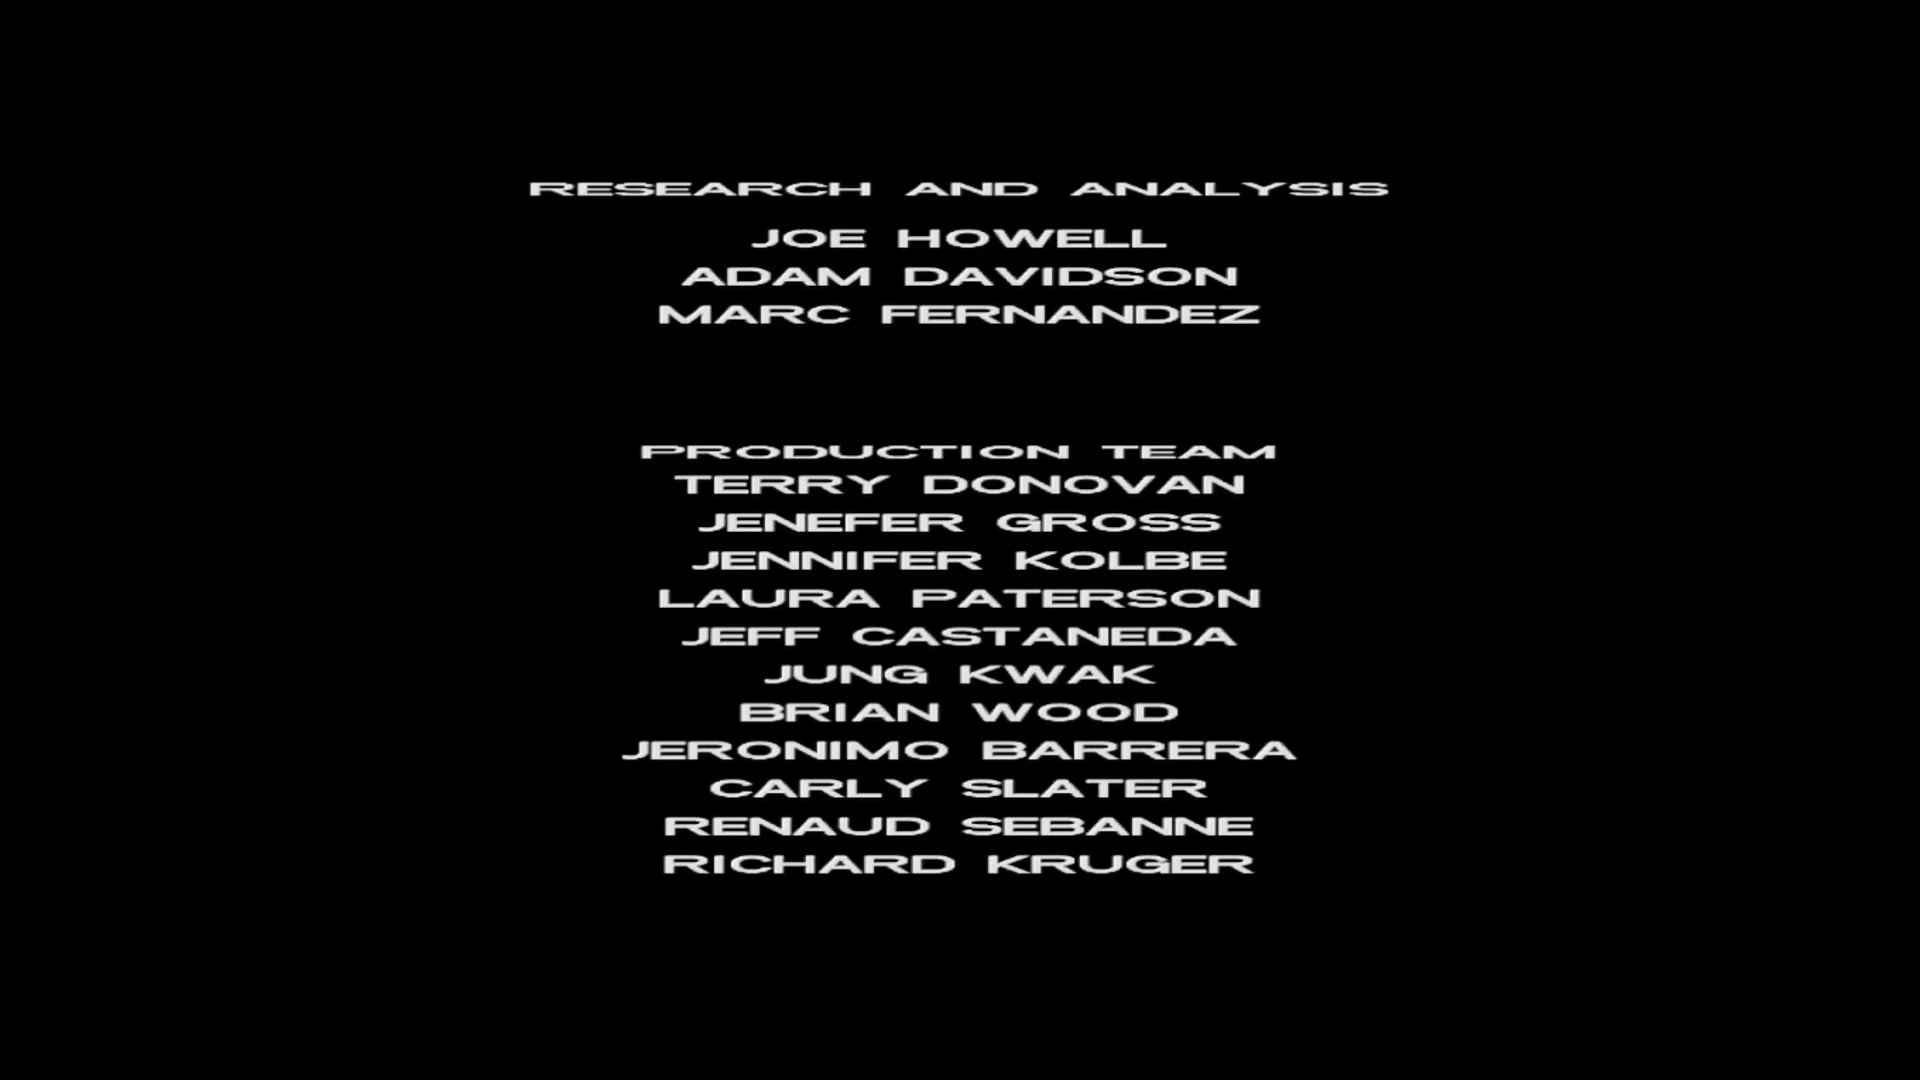 RESEARCH AND ANALYSIS
JOE HOWELL
ADAM DAVIDSON
MARC FERNANDEZ
PRODUCTION TEAM
TERRY DONOVAN
JENEFER GROSS
JENNIFER KOLBE
LAURA PATERSON
JEFF CASTANEDA
JUNG KWAK
BRIAN WOOD
JERONIMO BARRERA
CARLY SLATER
RENAUD SEBANNE
RICHARD KRUGER